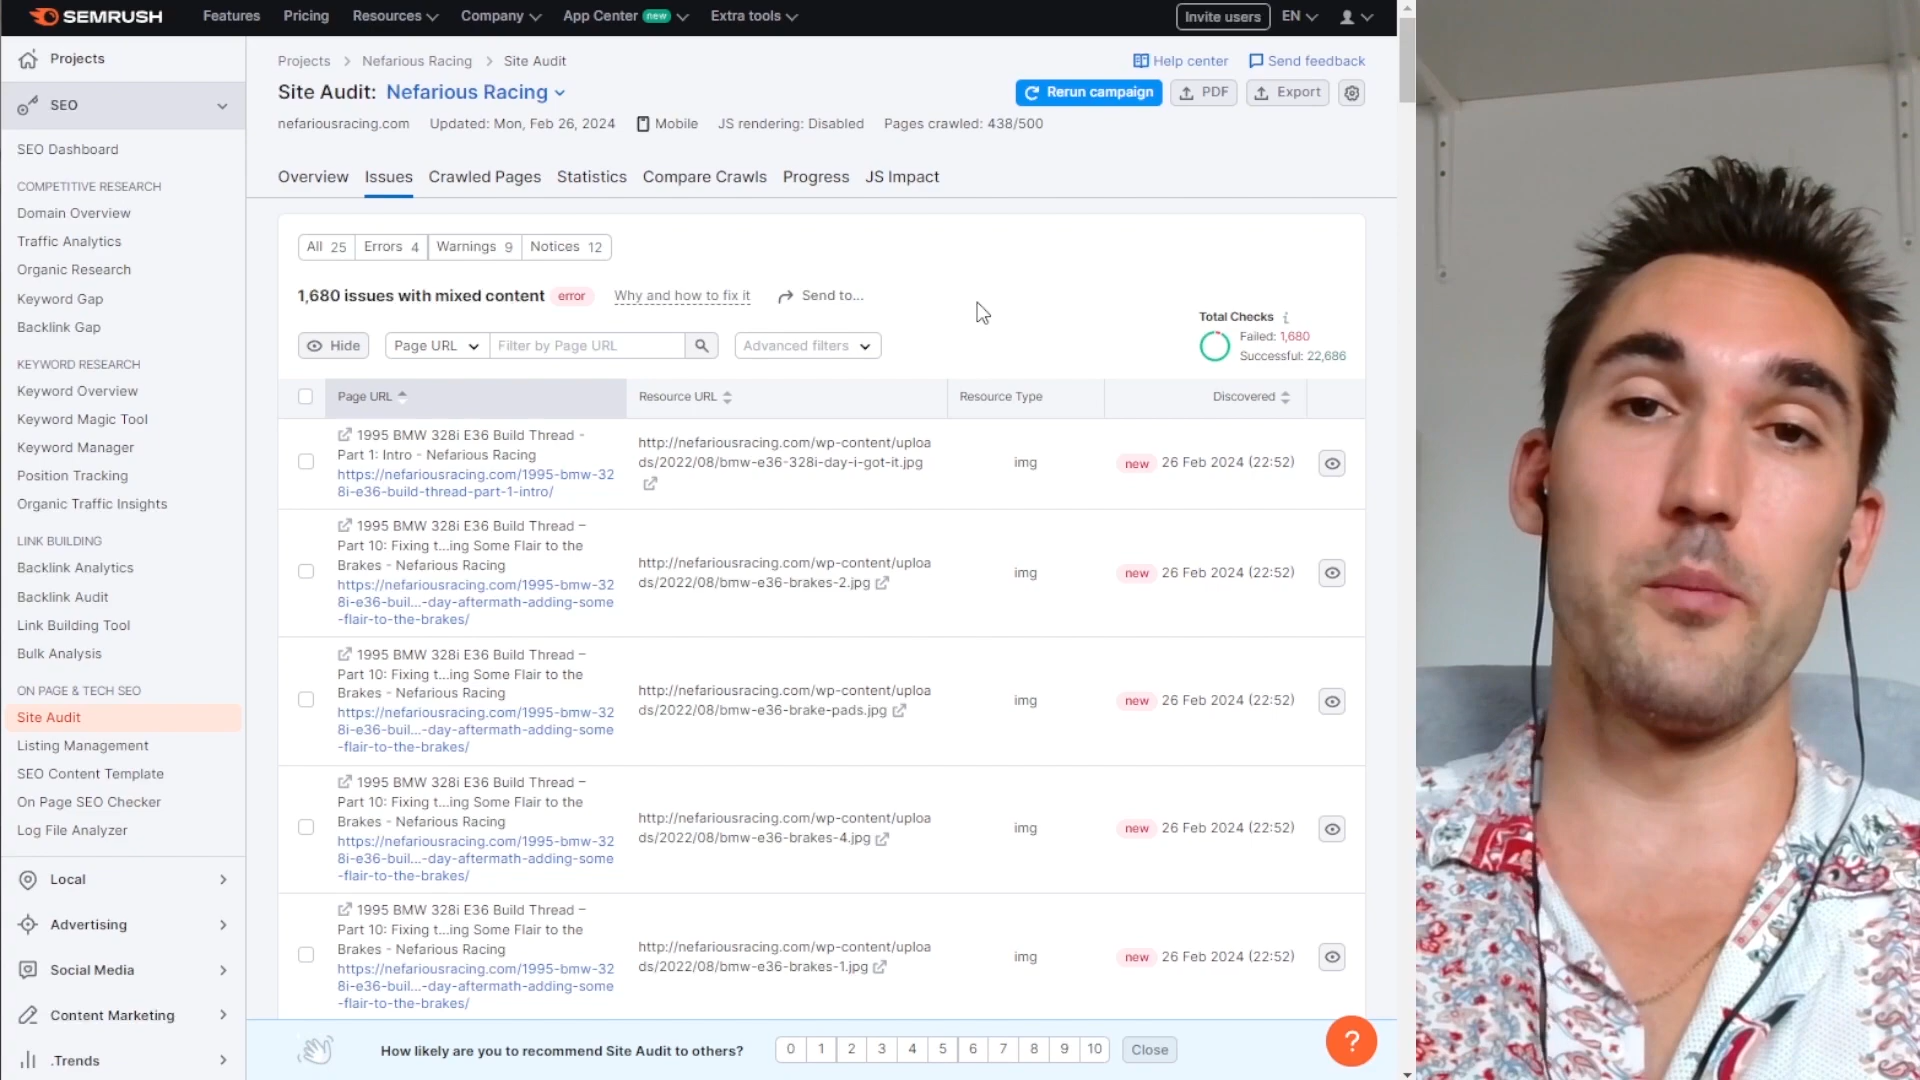 SEMRUSH
Features
Pricing
Resources
Company
App Center new
Extra tools
Invite users
EN
Projects
SEO
SEO Dashboard
COMPETITIVE RESEARCH
Domain Overview
Traffic Analytics
Organic Research
Keyword Gap
Backlink Gap
KEYWORD RESEARCH
Keyword Overview
Keyword Magic Tool
Keyword Manager
Position Tracking
Organic Traffic Insights
LINK BUILDING
Backlink Analytics
Backlink Audit
Link Building Tool
Bulk Analysis
ON PAGE & TECH SEO
Site Audit
Listing Management
SEO Content Template
On Page SEO Checker
Log File Analyzer
Local
Advertising
Social Media
Content Marketing
.Trends
Projects > Nefarious Racing > Site Audit
Help center
Send feedback
Site Audit: Nefarious Racing
Rerun campaign
PDF
Export
nefariousracing.com
Updated: Mon, Feb 26, 2024
Mobile
JS rendering: Disabled
Pages crawled: 438/500
Overview
Issues
Crawled Pages
Statistics
Compare Crawls
Progress
JS Impact
All 25
Errors 4
Warnings 9
Notices 12
1,680 issues with mixed content error
Why and how to fix it
Send to...
Total Checks i
Failed: 1,680
Successful: 22,686
Hide
Page URL
Filter by Page URL
Advanced filters
Page URL
Resource URL
Resource Type
Discovered
1995 BMW 328i E36 Build Thread -
Part 1: Intro - Nefarious Racing
https://nefariousracing.com/1995-bmw-32
8i-e36-build-thread-part-1-intro/
http://nefariousracing.com/wp-content/uploa
ds/2022/08/bmw-e36-328i-day-i-got-it.jpg
img
new 26 Feb 2024 (22:52)
1995 BMW 328i E36 Build Thread –
Part 10: Fixing t...ing Some Flair to the
Brakes - Nefarious Racing
https://nefariousracing.com/1995-bmw-32
8i-e36-buil...-day-aftermath-adding-some
-flair-to-the-brakes/
http://nefariousracing.com/wp-content/uploa
ds/2022/08/bmw-e36-brakes-2.jpg
img
new 26 Feb 2024 (22:52)
1995 BMW 328i E36 Build Thread –
Part 10: Fixing t...ing Some Flair to the
Brakes - Nefarious Racing
https://nefariousracing.com/1995-bmw-32
8i-e36-buil...-day-aftermath-adding-some
-flair-to-the-brakes/
http://nefariousracing.com/wp-content/uploa
ds/2022/08/bmw-e36-brake-pads.jpg
img
new 26 Feb 2024 (22:52)
1995 BMW 328i E36 Build Thread –
Part 10: Fixing t...ing Some Flair to the
Brakes - Nefarious Racing
https://nefariousracing.com/1995-bmw-32
8i-e36-buil...-day-aftermath-adding-some
-flair-to-the-brakes/
http://nefariousracing.com/wp-content/uploa
ds/2022/08/bmw-e36-brakes-4.jpg
img
new 26 Feb 2024 (22:52)
1995 BMW 328i E36 Build Thread –
Part 10: Fixing t...ing Some Flair to the
Brakes - Nefarious Racing
https://nefariousracing.com/1995-bmw-32
8i-e36-buil...-day-aftermath-adding-some
-flair-to-the-brakes/
http://nefariousracing.com/wp-content/uploa
ds/2022/08/bmw-e36-brakes-1.jpg
img
new 26 Feb 2024 (22:52)
How likely are you to recommend Site Audit to others?
0 1 2 3 4 5 6 7 8 9 10
Close
?